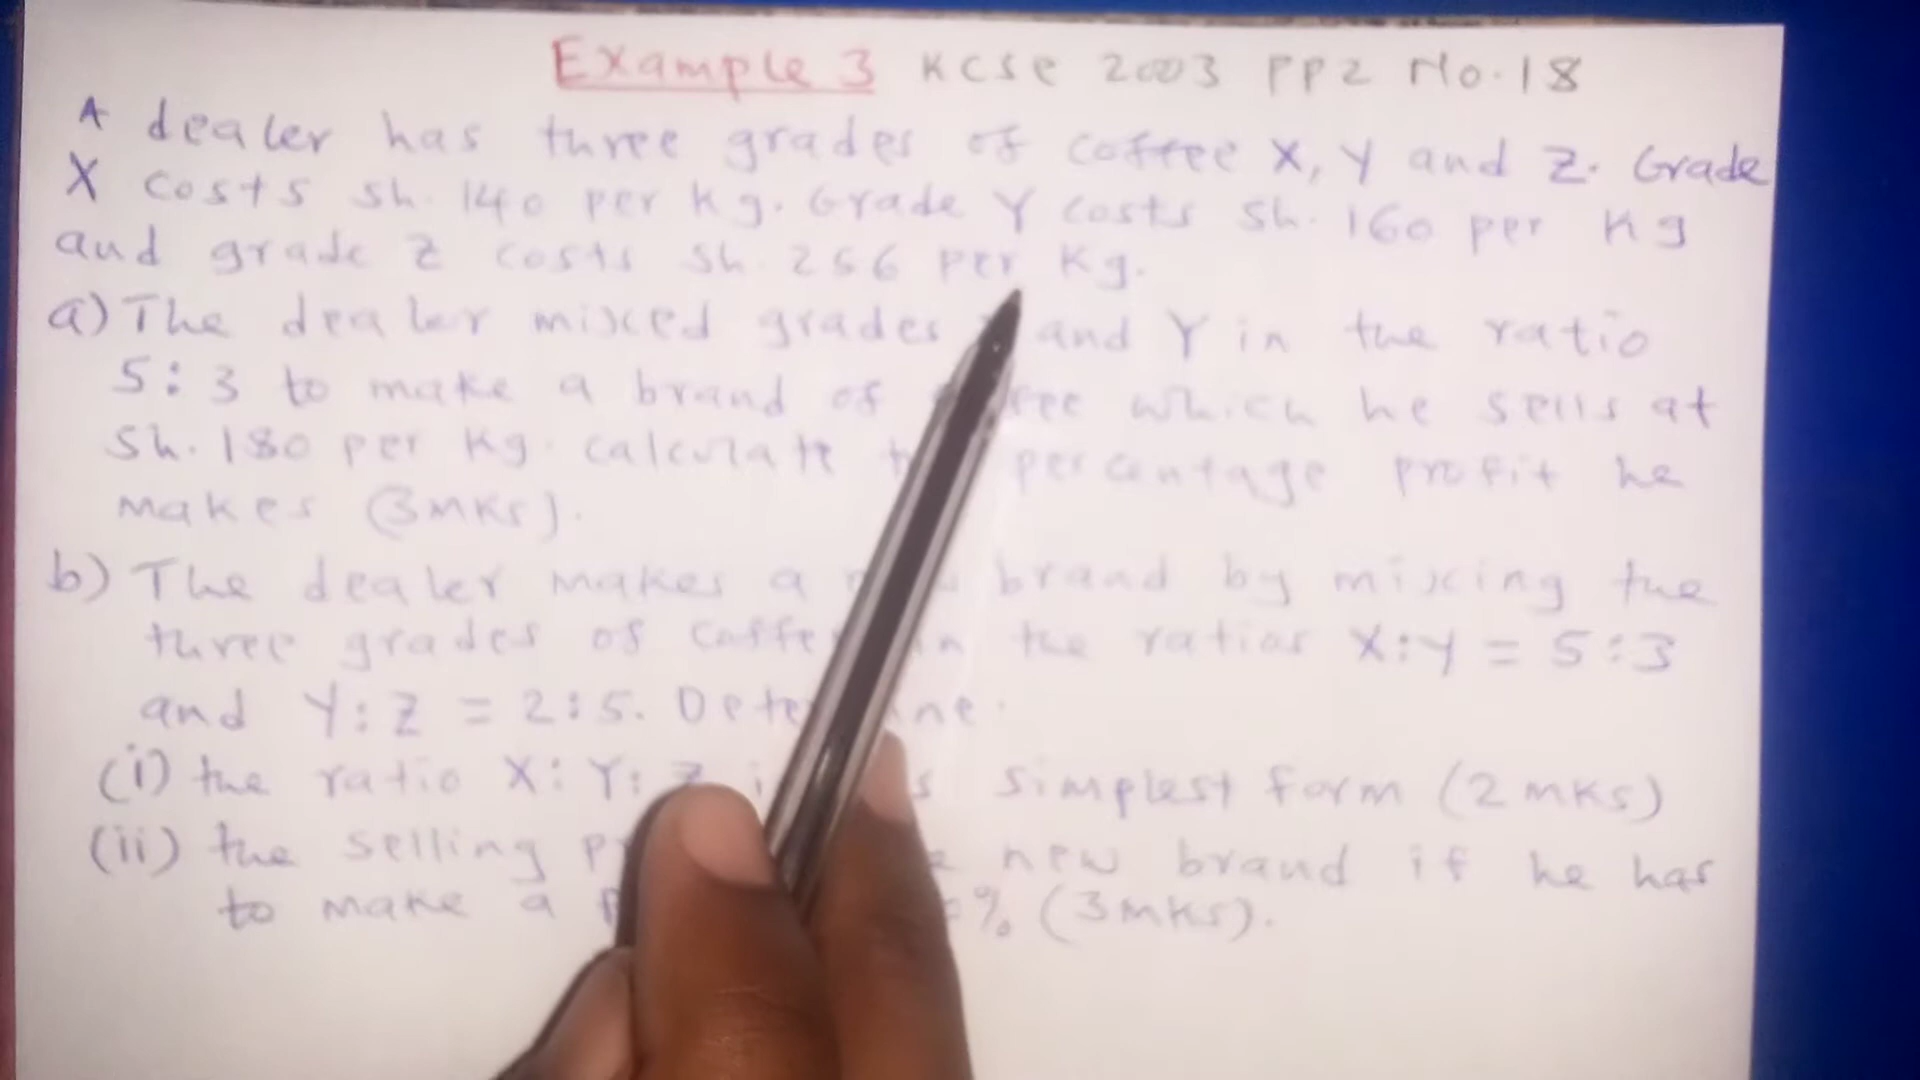 Example 3 KCSE 2003 PP2 No.18
A dealer has three grades of coffee X, Y and Z. Grade
X costs sh. 140 per kg. Grade Y costs sh. 160 per kg
and grade Z costs sh. 256 per kg.
a) The dealer mixed grades and Y in the ratio
5:3 to make a brand of which he sells at
Sh. 180 per kg. calculate percentage profit he
makes (3mks).
b) The dealer makes a brand by mixing the
three grades of in the ratios X:Y = 5:3
and Y:Z = 2:5. Determine
(i) the ratio X:Y:Z simplest form (2mks)
(ii) the selling new brand if he has
to make a % (3mks).